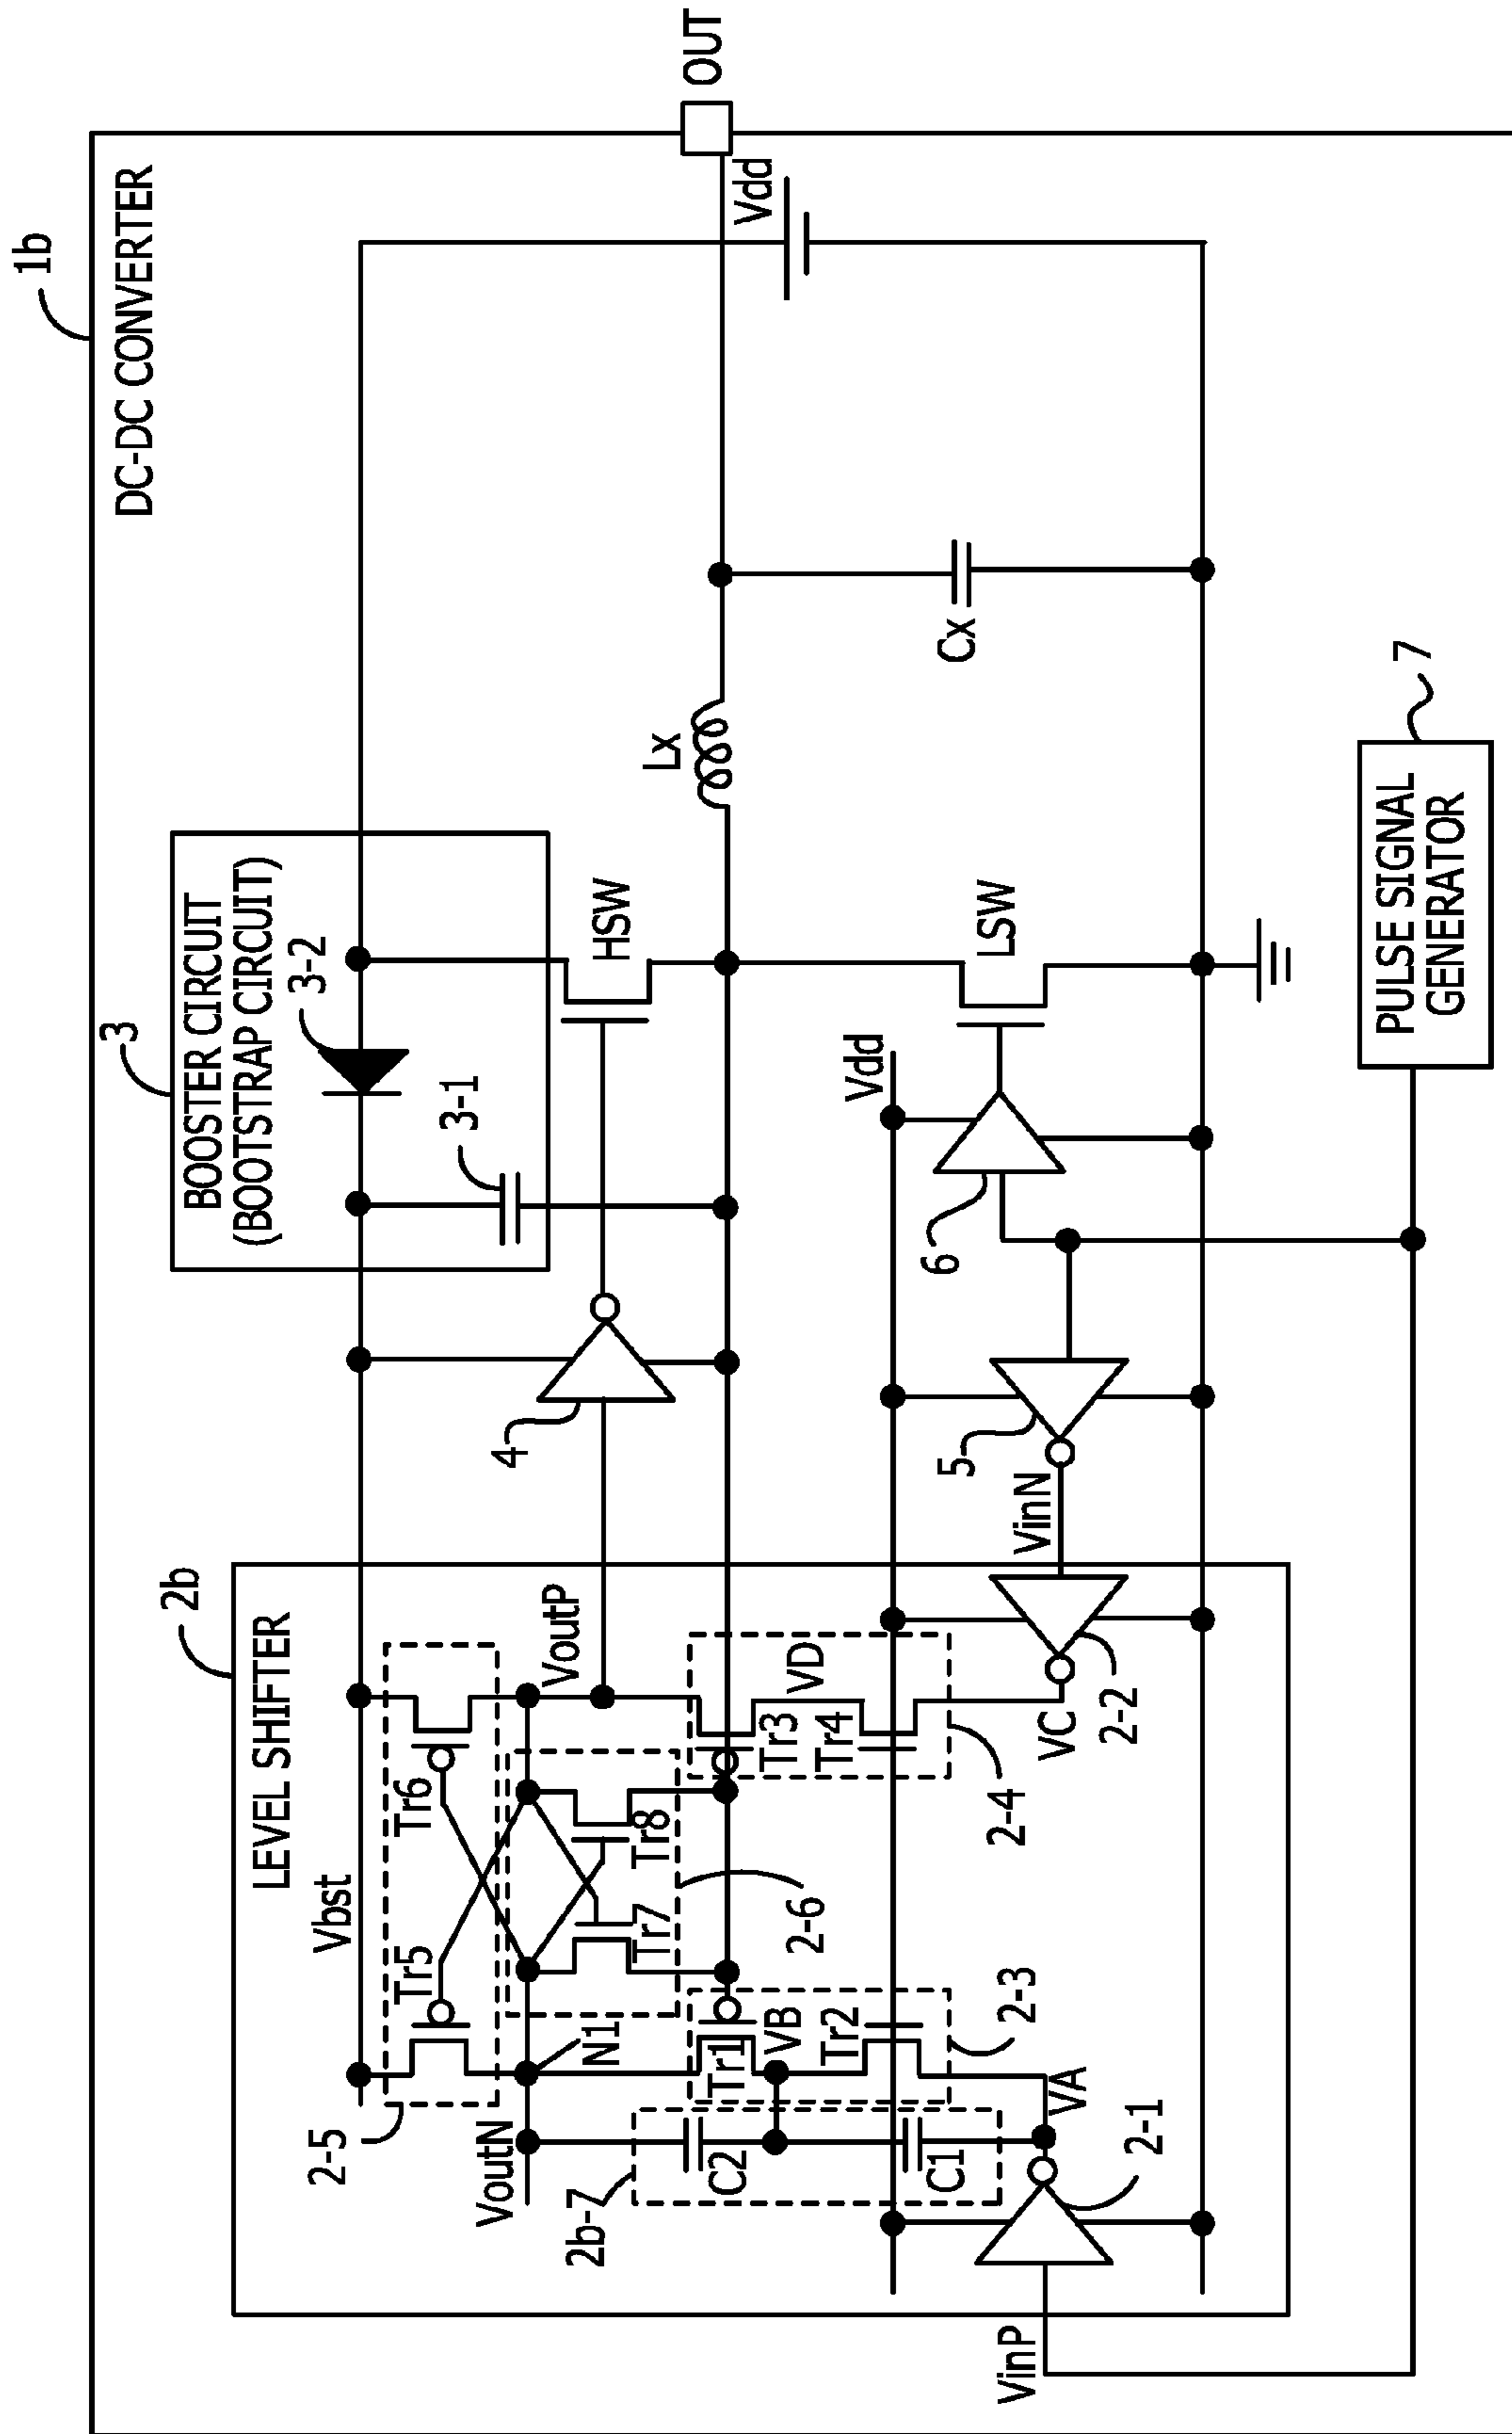 1b
DC-DC CONVERTER
OUT
Vdd
3
BOOSTER CIRCUIT
(BOOTSTRAP CIRCUIT)
3-2
3-1
HSW
Lx
Cx
LSW
Vdd
4
5
6
VinN
7
PULSE SIGNAL
GENERATOR
2b
LEVEL SHIFTER
Vbst
Tr5
Tr6
2-5
VoutN
N1
VoutP
Tr7
Tr8
2-6
2b-7
C2
C1
Tr1
VB
Tr2
2-3
VA
2-1
Tr3
VD
Tr4
2-4
VC
2-2
VinP